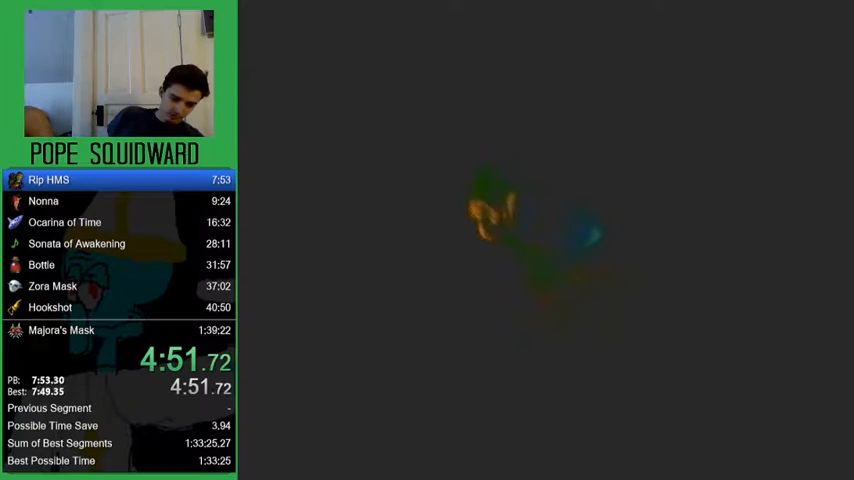 POPE SQUIDWARD
Rip HMS 7:53
Nonna 9:24
Ocarina of Time 16:32
Sonata of Awakening 28:11
Bottle 31:57
Zora Mask 37:02
Hookshot 40:50
Majora's Mask 1:39:22
4:51.72
PB: 7:53.30
Best: 7:49.35
4:51.72
Previous Segment -
Possible Time Save 3.94
Sum of Best Segments 1:33:25.27
Best Possible Time 1:33:25